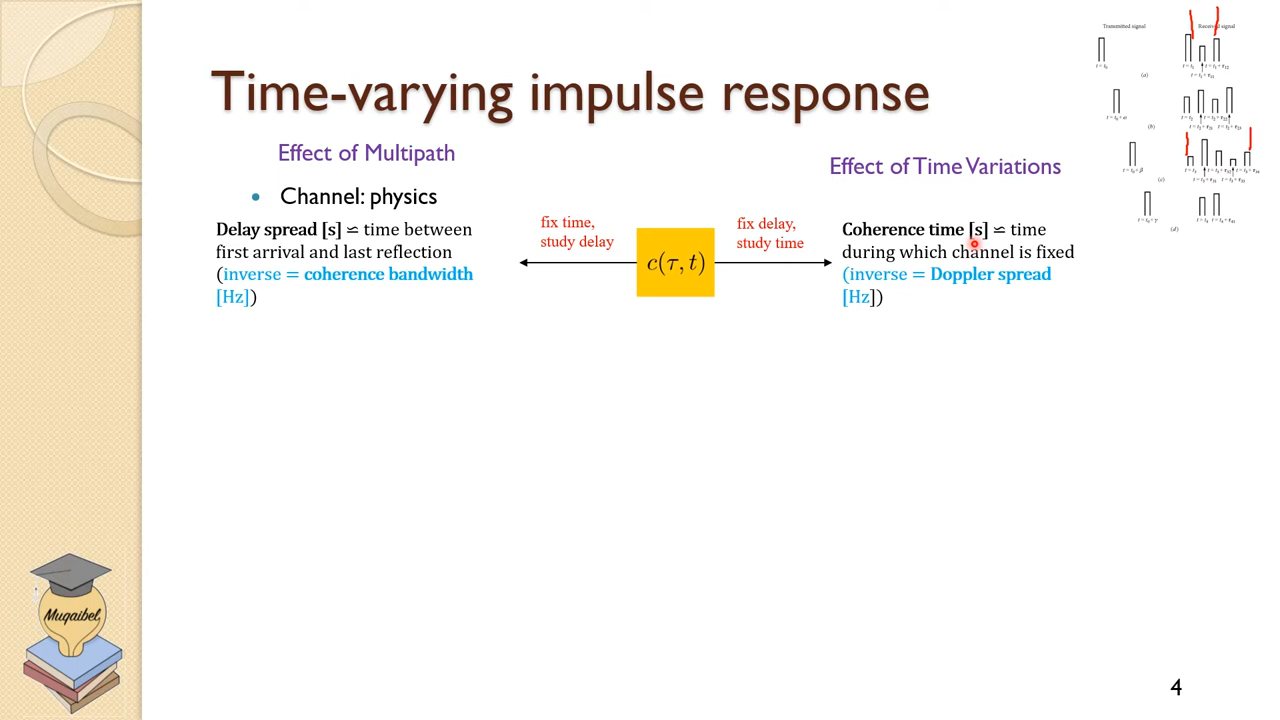 Time-varying impulse response
Effect of Multipath
• Channel: physics
Delay spread [s] ≃ time between
first arrival and last reflection
(inverse = coherence bandwidth
[Hz])
fix time,
study delay
c(τ, t)
fix delay,
study time
Effect of Time Variations
Coherence time [s] ≃ time
during which channel is fixed
(inverse = Doppler spread
[Hz])
Transmitted signal
Received signal
(a)
(b)
(c)
(d)
Muqaibel
4